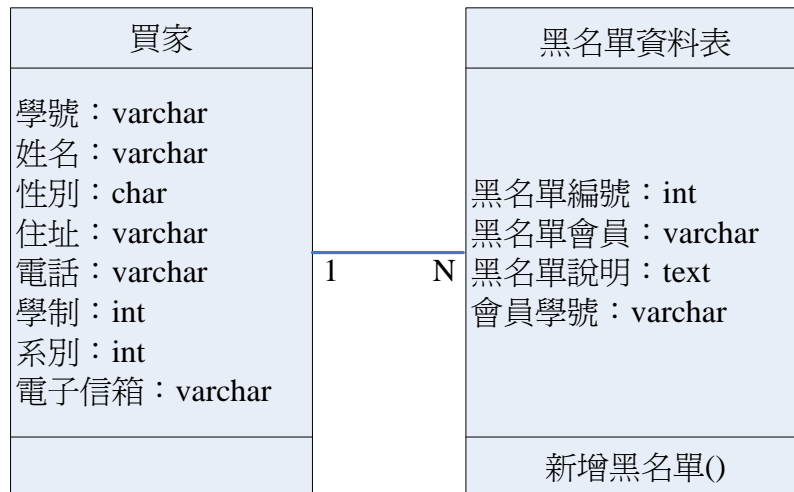 買家
學號：varchar
姓名：varchar
性別：char
住址：varchar
電話：varchar
學制：int
系別：int
電子信箱：varchar
1
N
黑名單資料表
黑名單編號：int
黑名單會員：varchar
黑名單說明：text
會員學號：varchar
新增黑名單()